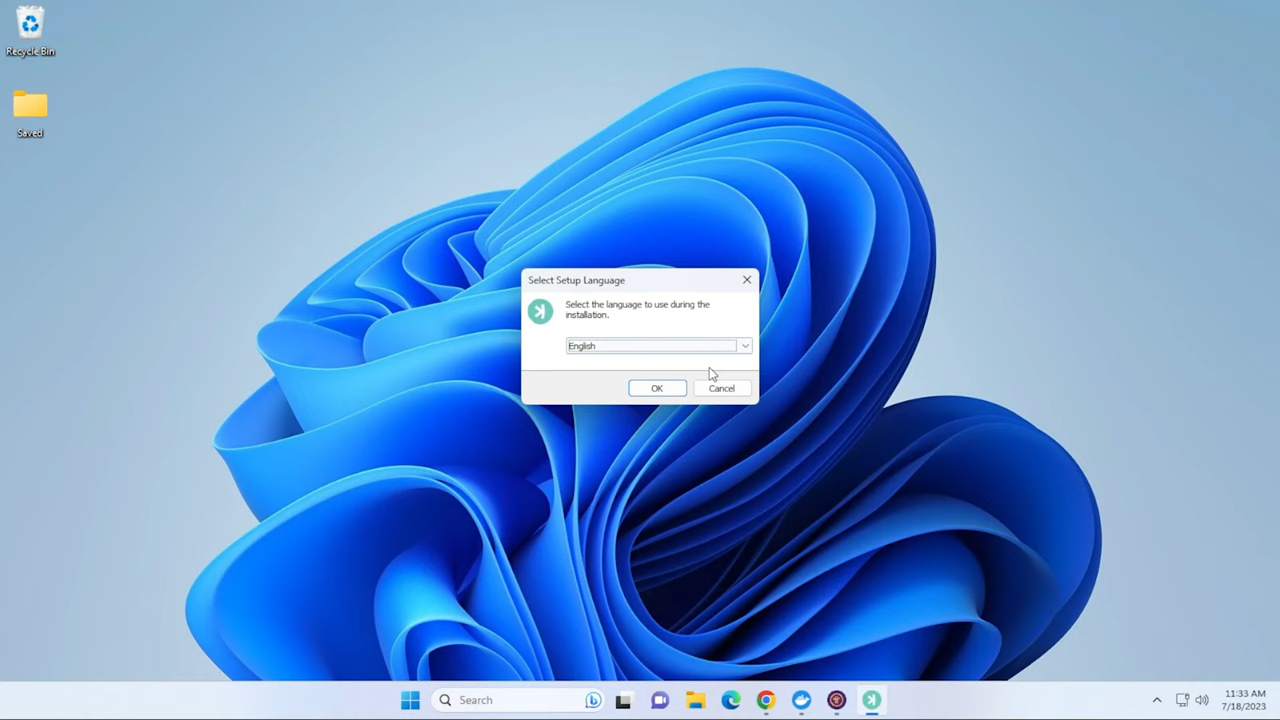 Recycle Bin
Saved
Select Setup Language
Select the language to use during the
installation.
English
OK
Cancel
Search
11:33 AM
7/18/2023